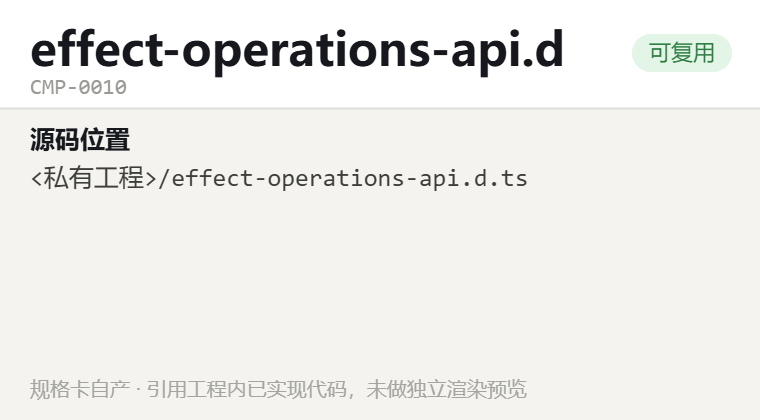 effect-operations-api.d
可复用
CMP-0010
源码位置
<私有工程>/effect-operations-api.d.ts
规格卡自产 · 引用工程内已实现代码，未做独立渲染预览